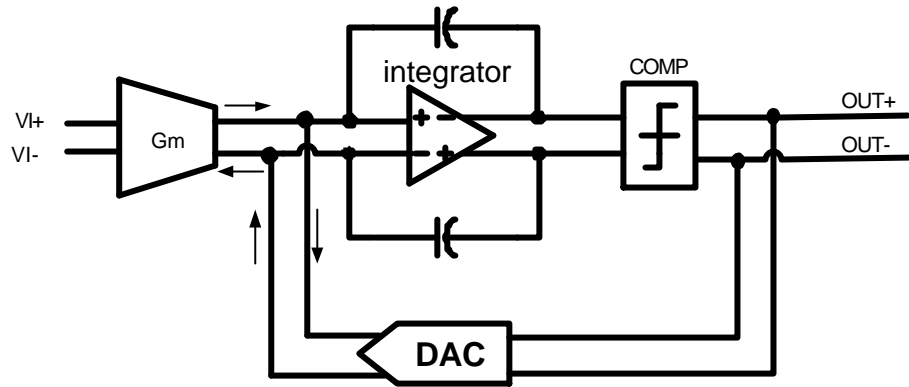 integrator
COMP
VI+
VI-
Gm
+ -
- +
OUT+
OUT-
DAC